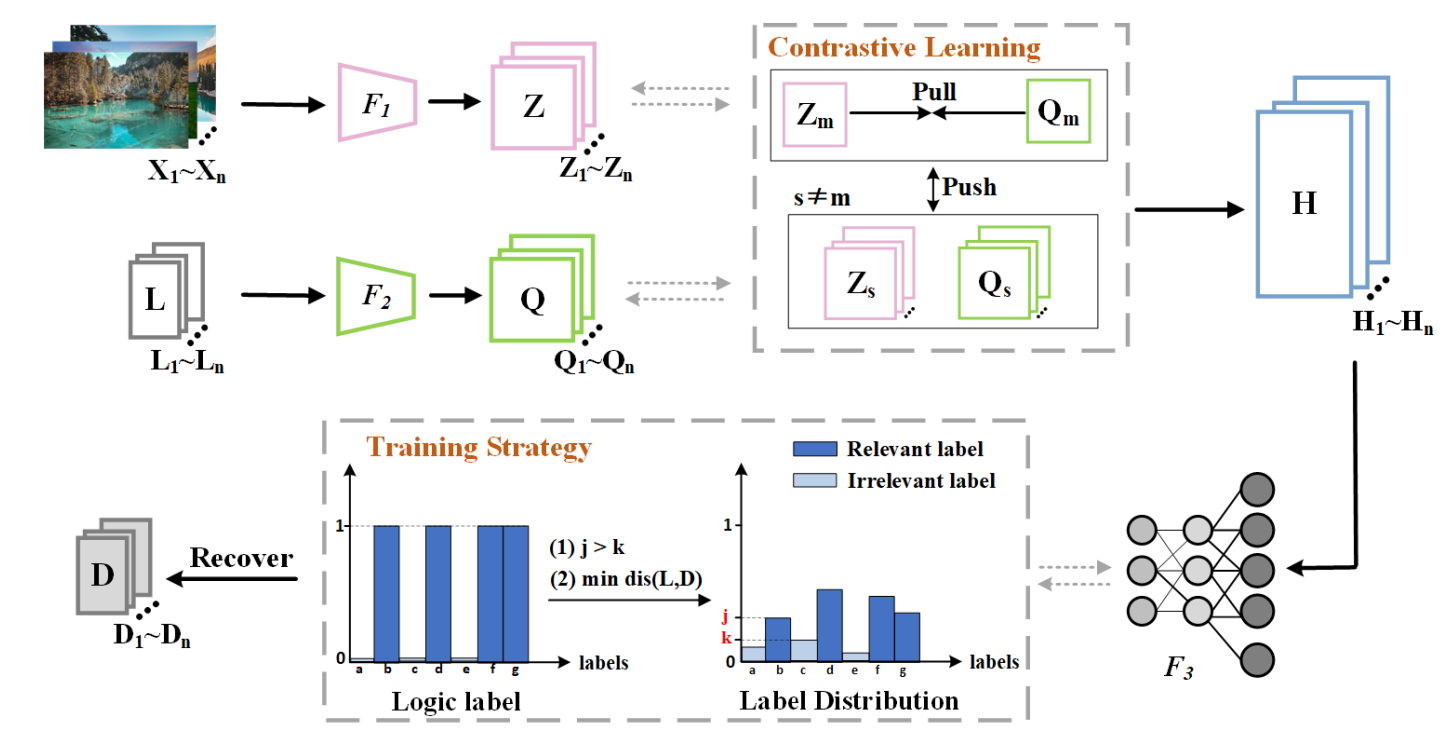 Contrastive Learning
F₁
Z
Zₘ
Pull
Qₘ
X₁~Xₙ
Z₁~Zₙ
Push
s≠m
H
L
F₂
Q
Zₛ
Qₛ
L₁~Lₙ
Q₁~Qₙ
H₁~Hₙ
Training Strategy
Relevant label
Irrelevant label
1
1
(1) j > k
(2) min dis(L,D)
Recover
D
j
k
D₁~Dₙ
0
a b c d e f g
labels
0
a b c d e f g
labels
F₃
Logic label
Label Distribution